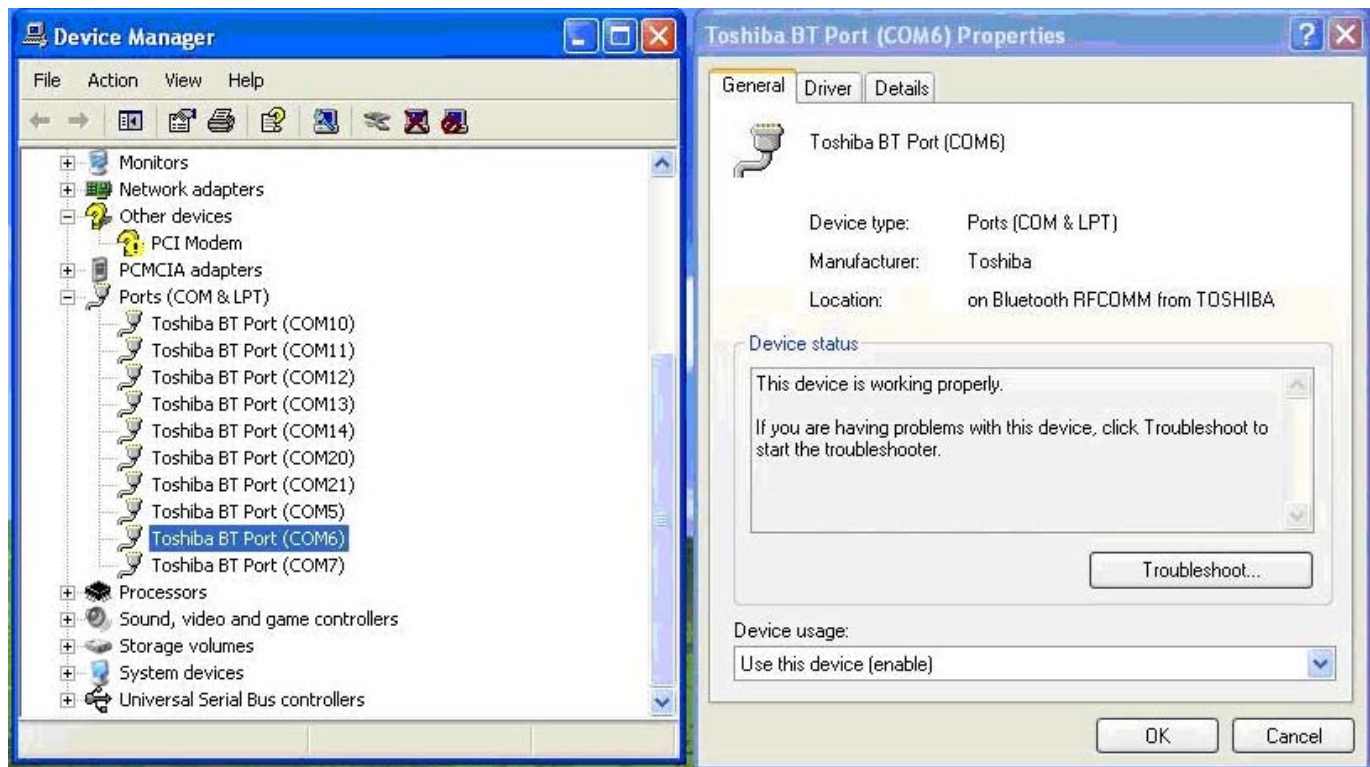 Device Manager
File Action View Help
Monitors
Network adapters
Other devices
PCI Modem
PCMCIA adapters
Ports (COM & LPT)
Toshiba BT Port (COM10)
Toshiba BT Port (COM11)
Toshiba BT Port (COM12)
Toshiba BT Port (COM13)
Toshiba BT Port (COM14)
Toshiba BT Port (COM20)
Toshiba BT Port (COM21)
Toshiba BT Port (COM5)
Toshiba BT Port (COM6)
Toshiba BT Port (COM7)
Processors
Sound, video and game controllers
Storage volumes
System devices
Universal Serial Bus controllers
Toshiba BT Port (COM6) Properties
General Driver Details
Toshiba BT Port (COM6)
Device type: Ports (COM & LPT)
Manufacturer: Toshiba
Location: on Bluetooth RFCOMM from TOSHIBA
Device status
This device is working properly.
If you are having problems with this device, click Troubleshoot to
start the troubleshooter.
Troubleshoot...
Device usage:
Use this device (enable)
OK Cancel